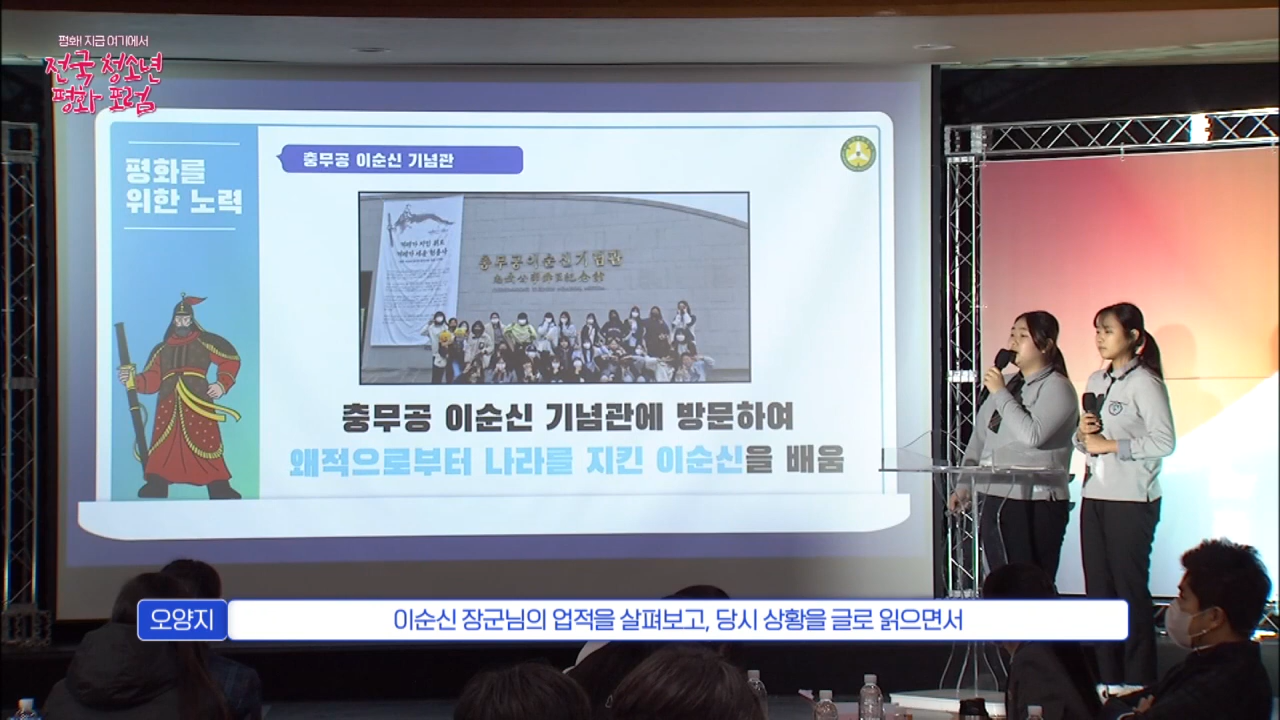 평화! 지금 여기에서
전국 청소년
평화 포럼
평화를
위한 노력
충무공 이순신 기념관
충무공이순신기념관
충무공 이순신 기념관에 방문하여
왜적으로부터 나라를 지킨 이순신을 배움
오양지
이순신 장군님의 업적을 살펴보고, 당시 상황을 글로 읽으면서